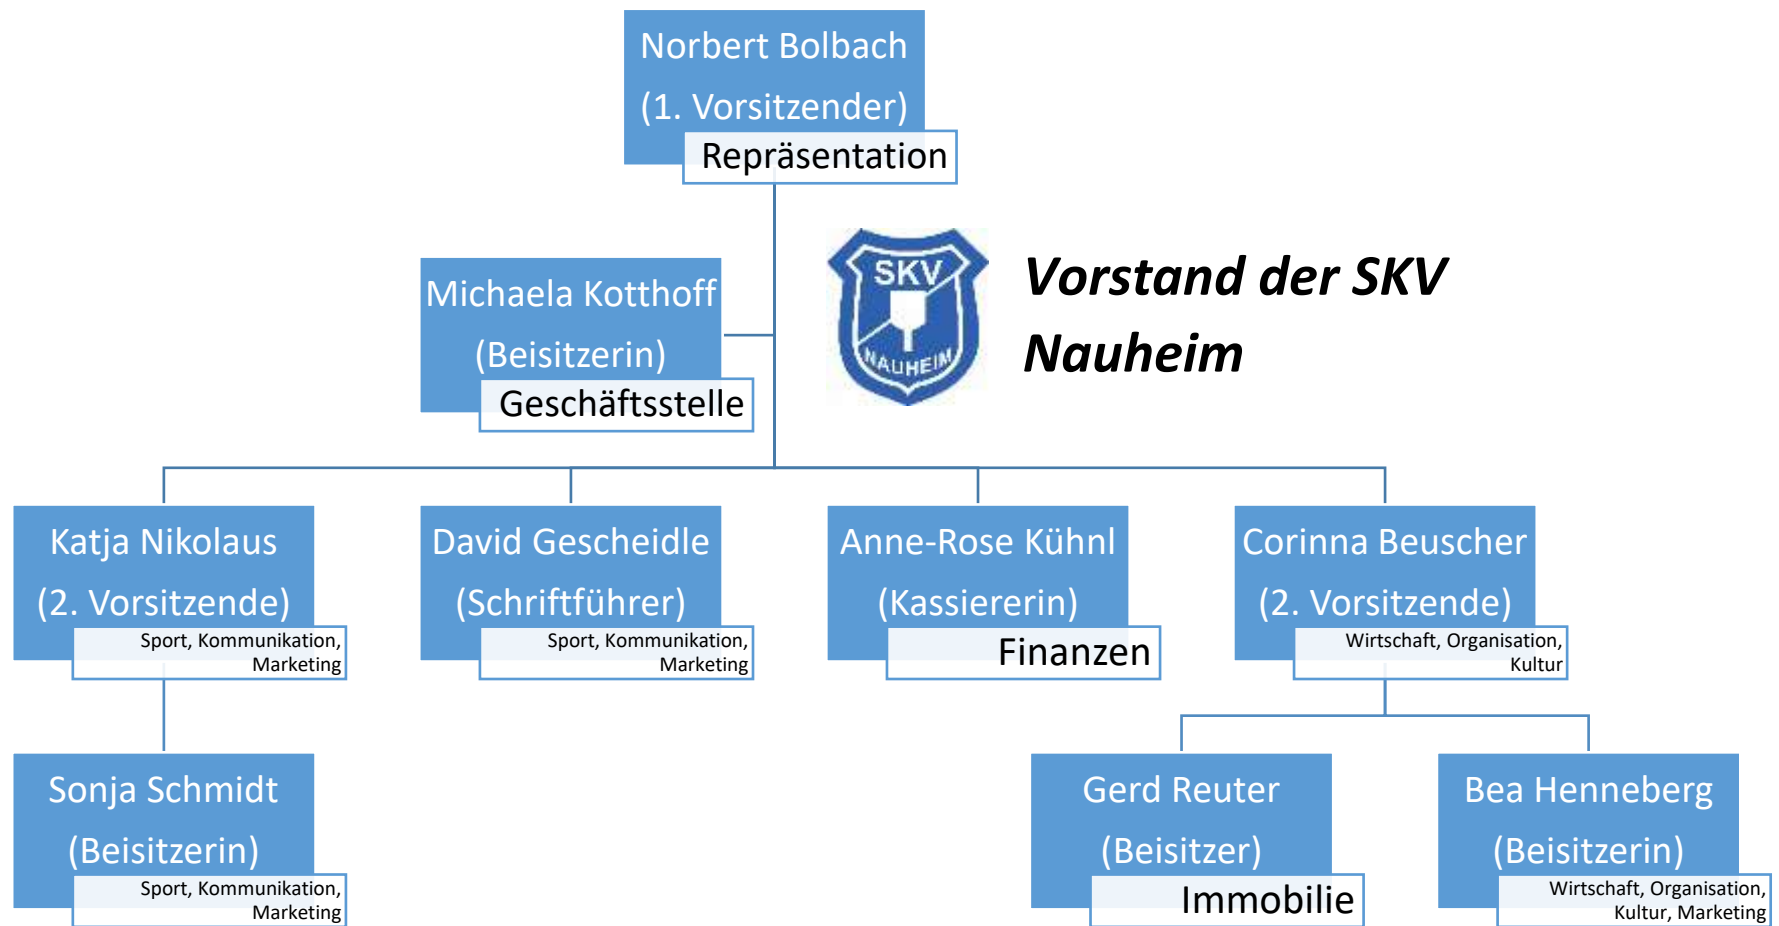 Norbert Bolbach
(1. Vorsitzender)
Repräsentation
SKV
NAUHEIM
Vorstand der SKV
Nauheim
Michaela Kotthoff
(Beisitzerin)
Geschäftsstelle
Katja Nikolaus
(2. Vorsitzende)
Sport, Kommunikation,
Marketing
David Gescheidle
(Schriftführer)
Sport, Kommunikation,
Marketing
Anne-Rose Kühnl
(Kassiererin)
Finanzen
Corinna Beuscher
(2. Vorsitzende)
Wirtschaft, Organisation,
Kultur
Sonja Schmidt
(Beisitzerin)
Sport, Kommunikation,
Marketing
Gerd Reuter
(Beisitzer)
Immobilie
Bea Henneberg
(Beisitzerin)
Wirtschaft, Organisation,
Kultur, Marketing